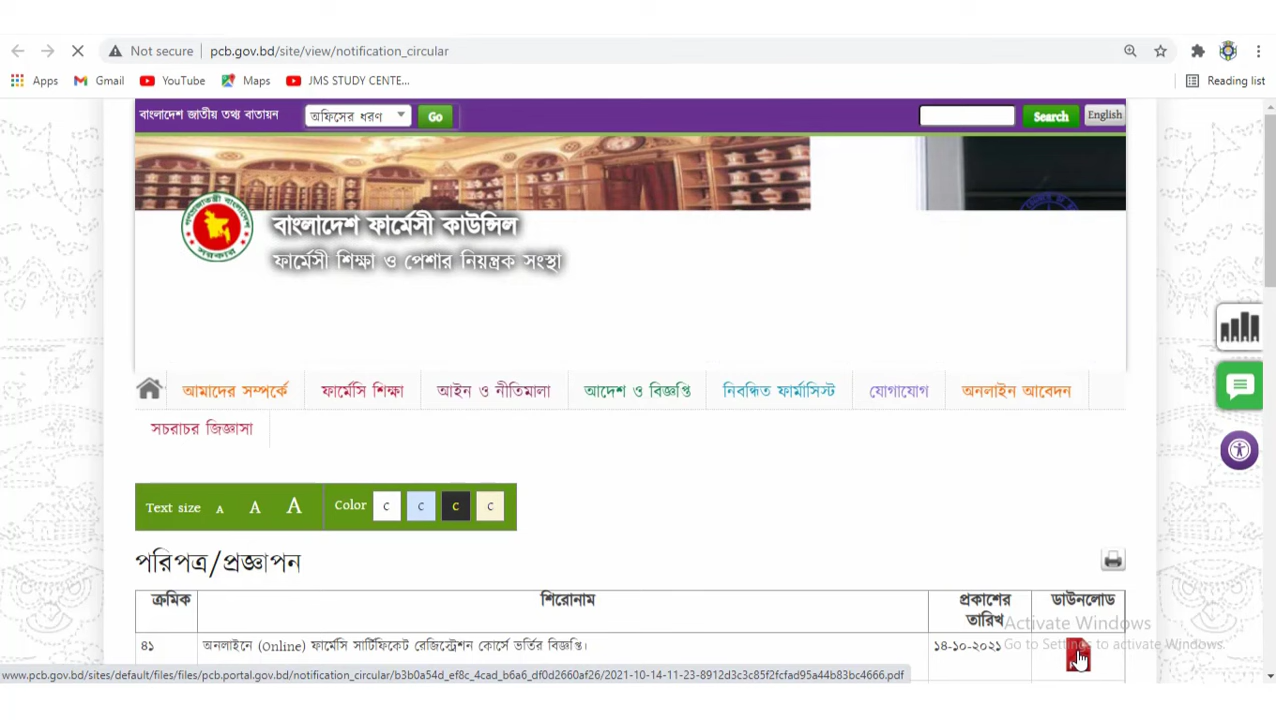 Not secure | pcb.gov.bd/site/view/notification_circular
Apps Gmail YouTube Maps JMS STUDY CENTE... Reading list
বাংলাদেশ জাতীয় তথ্য বাতায়ন অফিসের ধরণ Go Search English
বাংলাদেশ ফার্মেসী কাউন্সিল
ফার্মেসী শিক্ষা ও পেশার নিয়ন্ত্রক সংস্থা
আমাদের সম্পর্কে ফার্মেসি শিক্ষা আইন ও নীতিমালা আদেশ ও বিজ্ঞপ্তি নিবন্ধিত ফার্মাসিস্ট যোগাযোগ অনলাইন আবেদন
সচরাচর জিজ্ঞাসা
Text size A A A Color C C C C
পরিপত্র/প্রজ্ঞাপন
ক্রমিক শিরোনাম প্রকাশের তারিখ ডাউনলোড
Activate Windows
৪১ অনলাইনে (Online) ফার্মেসি সার্টিফিকেট রেজিস্ট্রেশন কোর্সে ভর্তির বিজ্ঞপ্তি। ১৪-১০-২০২১
Go to Settings to activate Windows.
www.pcb.gov.bd/sites/default/files/files/pcb.portal.gov.bd/notification_circular/b3b0a54d_ef8c_4cad_b6a6_df0d2660af26/2021-10-14-11-23-8912d3c3c85f2fcfad95a44b83bc4666.pdf